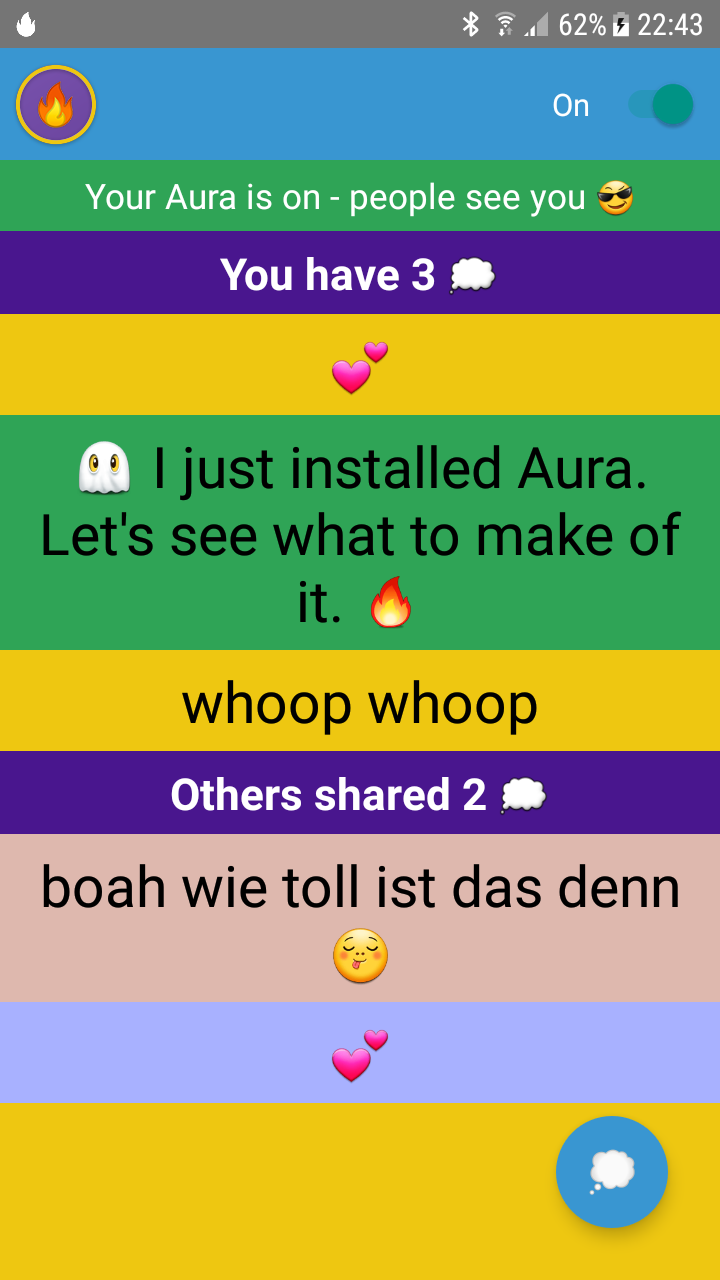 62% 22:43
On
Your Aura is on - people see you 😎
You have 3 💭
💕
👻 I just installed Aura.
Let's see what to make of
it. 🔥
whoop whoop
Others shared 2 💭
boah wie toll ist das denn
😋
💕